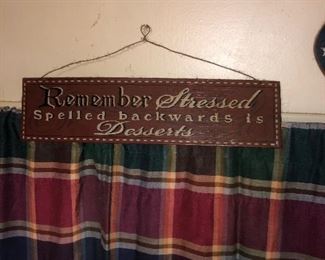 Remember Stressed
Spelled backwards is
Desserts